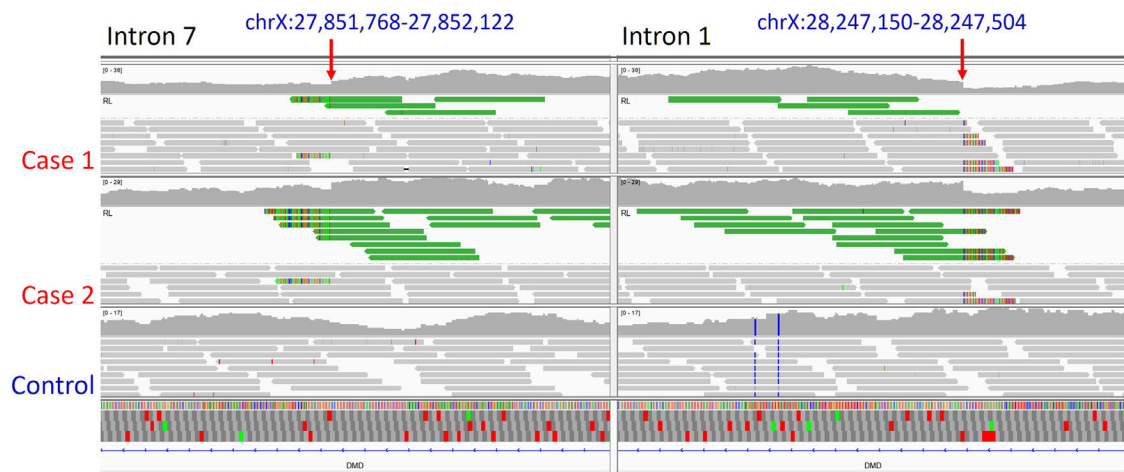 Intron 7
chrX:27,851,768-27,852,122
Intron 1
chrX:28,247,150-28,247,504
[0 - 36]
[0 - 36]
RL
RL
Case 1
[0 - 29]
[0 - 29]
RL
RL
Case 2
[0 - 17]
[0 - 17]
Control
DMD
DMD